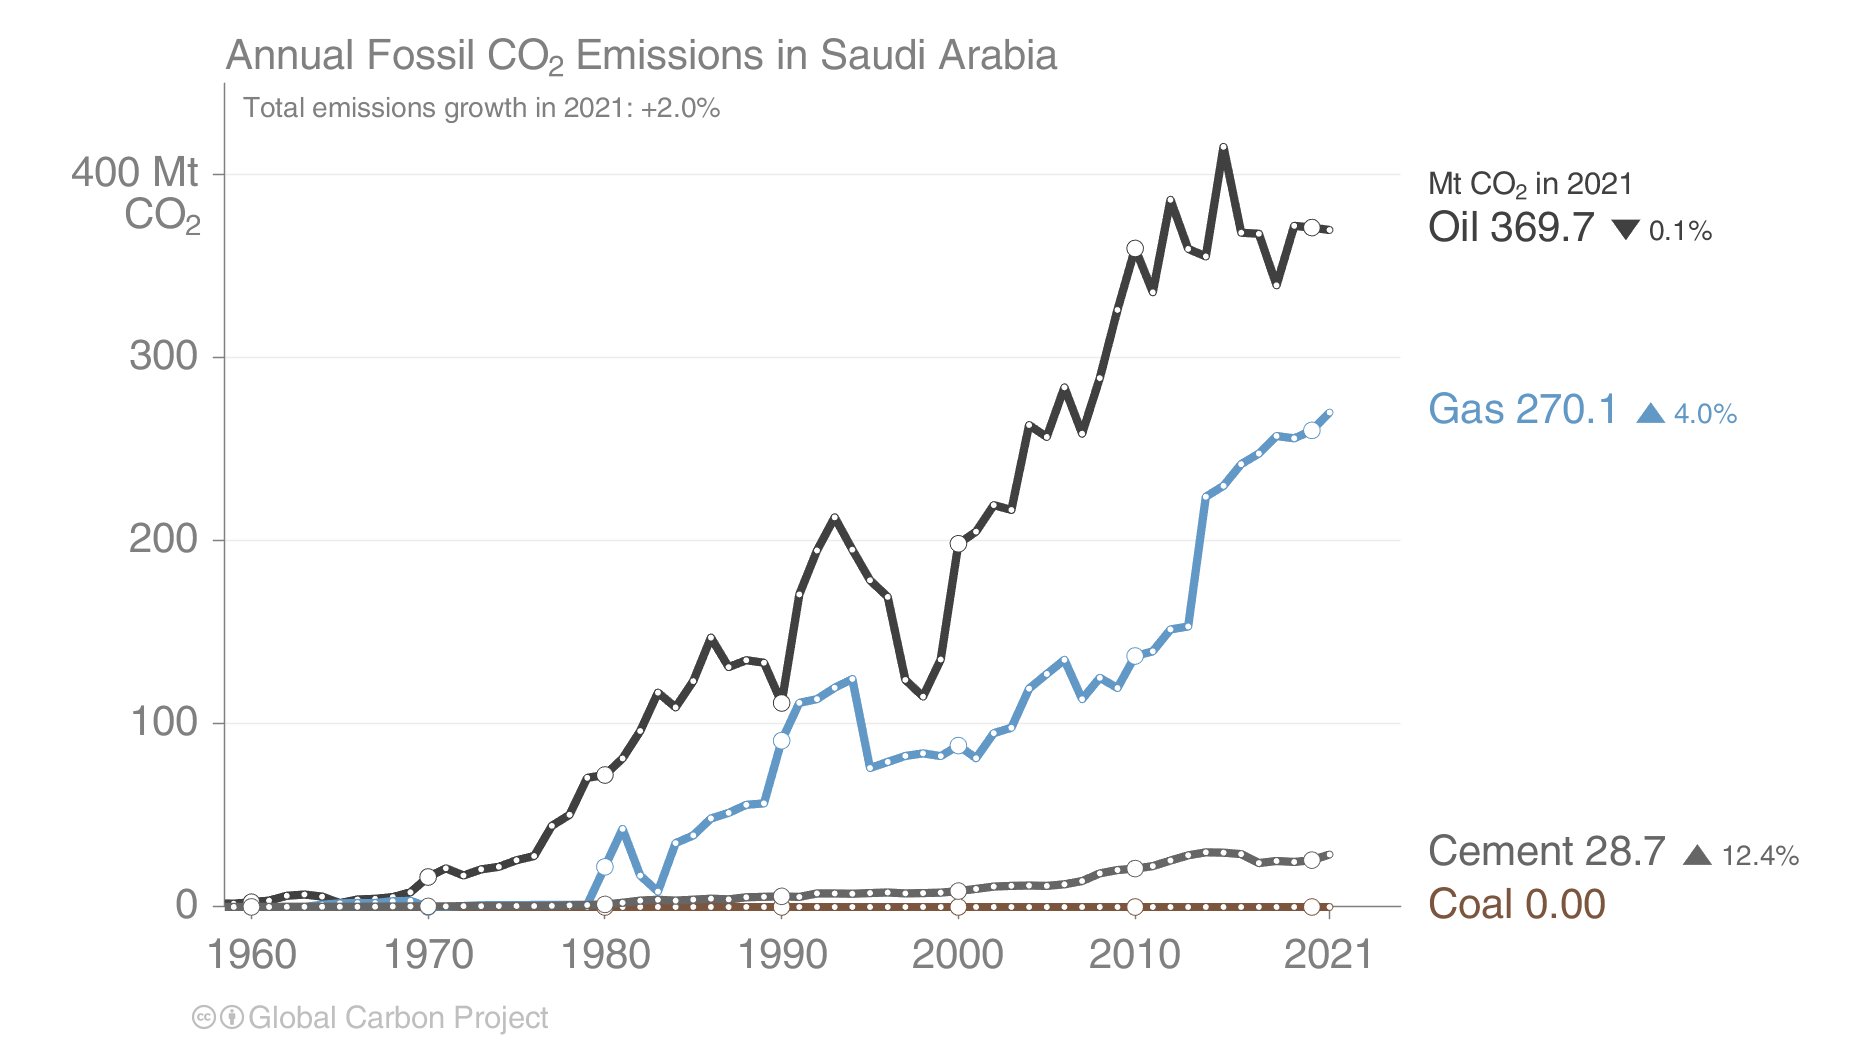 Annual Fossil CO₂ Emissions in Saudi Arabia
Total emissions growth in 2021: +2.0%
400 Mt
CO₂
300
200
100
0
1960 1970 1980 1990 2000 2010 2021
Mt CO₂ in 2021
Oil 369.7 ▼ 0.1%
Gas 270.1 ▲ 4.0%
Cement 28.7 ▲ 12.4%
Coal 0.00
cc Global Carbon Project